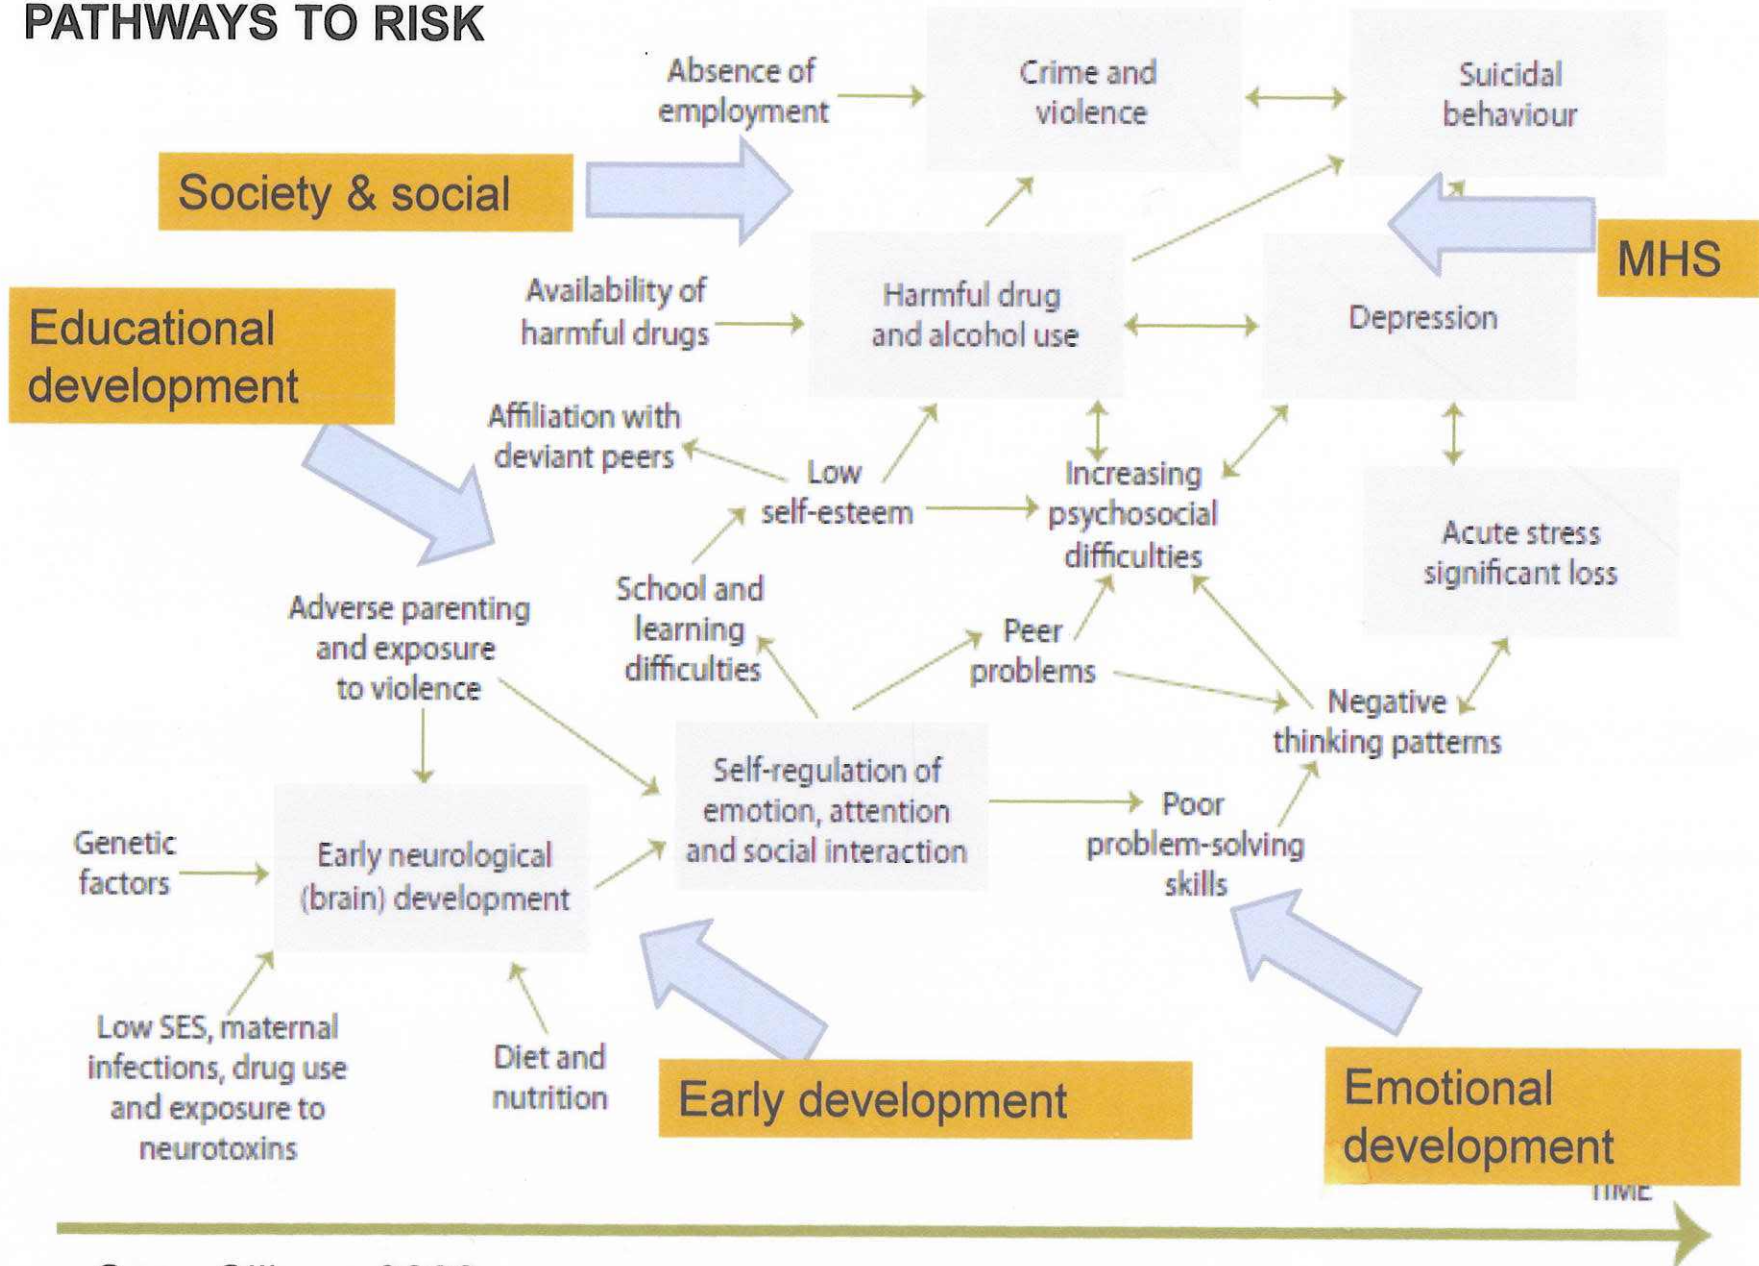 PATHWAYS TO RISK
Absence of
employment
Crime and
violence
Suicidal
behaviour
Society & social
MHS
Educational
development
Availability of
harmful drugs
Harmful drug
and alcohol use
Depression
Affiliation with
deviant peers
Low
self-esteem
Increasing
psychosocial
difficulties
Acute stress
significant loss
Adverse parenting
and exposure
to violence
School and
learning
difficulties
Peer
problems
Negative
thinking patterns
Self-regulation of
emotion, attention
and social interaction
Poor
problem-solving
skills
Genetic
factors
Early neurological
(brain) development
Low SES, maternal
infections, drug use
and exposure to
neurotoxins
Diet and
nutrition
Early development
Emotional
development
TIME